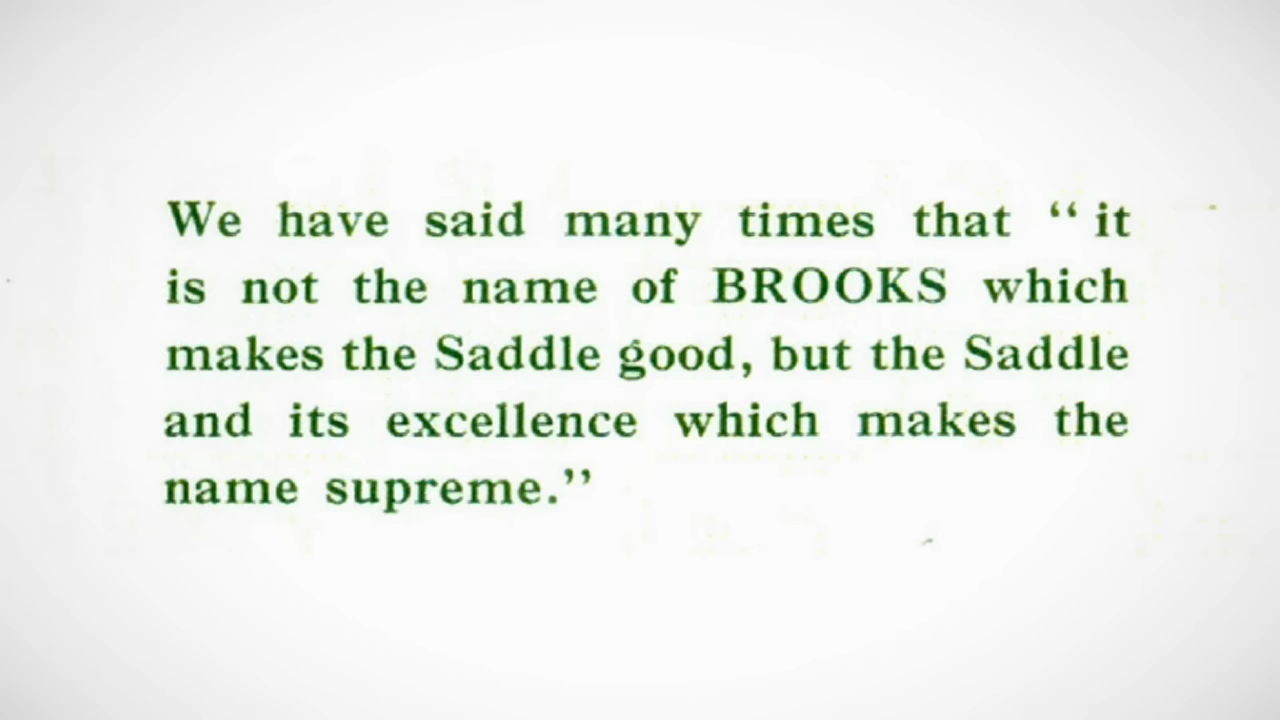 We have said many times that “ it
is not the name of BROOKS which
makes the Saddle good, but the Saddle
and its excellence which makes the
name supreme.”